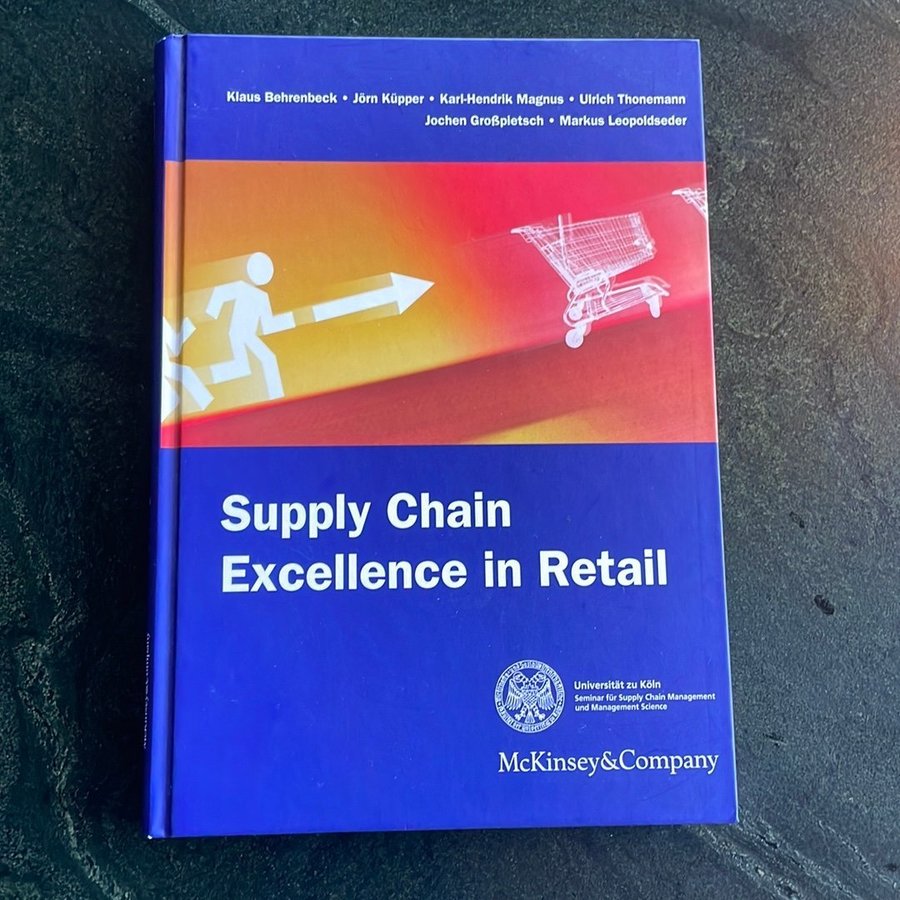 Klaus Behrenbeck • Jörn Küpper • Karl-Hendrik Magnus • Ulrich Thonemann
Jochen Großpietsch • Markus Leopoldseder
Supply Chain
Excellence in Retail
Universität zu Köln
Seminar für Supply Chain Management
und Management Science
McKinsey&Company